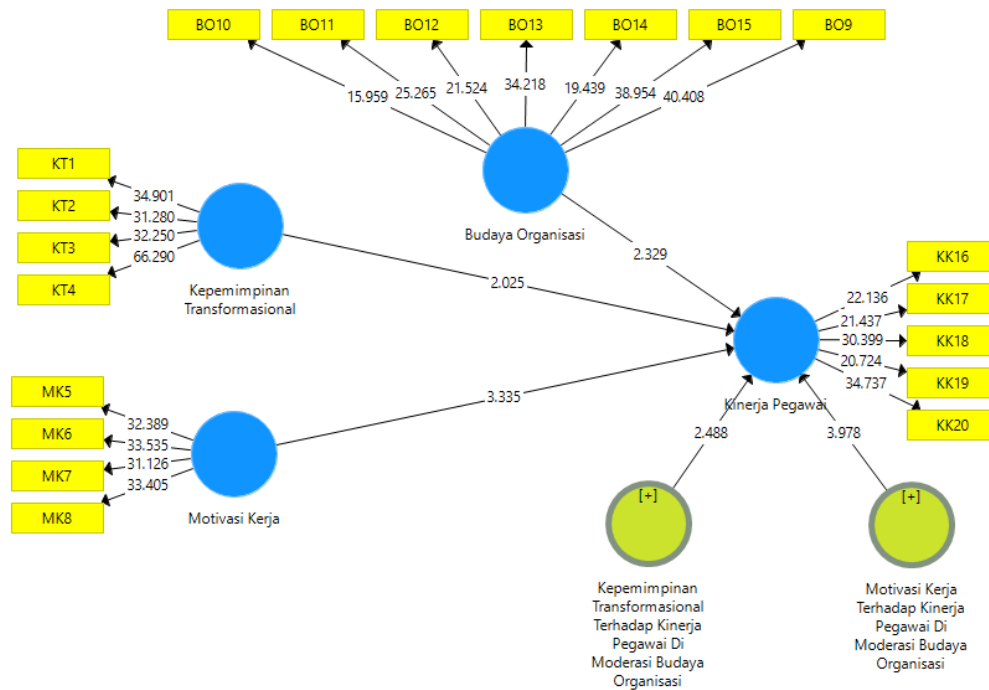 BO10
BO11
BO12
BO13
BO14
BO15
BO9
15.959
25.265
21.524
34.218
19.439
38.954
40.408
Budaya Organisasi
KT1
KT2
KT3
KT4
34.901
31.280
32.250
66.290
Kepemimpinan
Transformasional
2.025
2.329
MK5
MK6
MK7
MK8
32.389
33.535
31.126
33.405
Motivasi Kerja
3.335
Kinerja Pegawai
22.136
21.437
30.399
20.724
34.737
KK16
KK17
KK18
KK19
KK20
2.488
3.978
[+]
Kepemimpinan
Transformasional
Terhadap Kinerja
Pegawai Di
Moderasi Budaya
Organisasi
[+]
Motivasi Kerja
Terhadap Kinerja
Pegawai Di
Moderasi Budaya
Organisasi